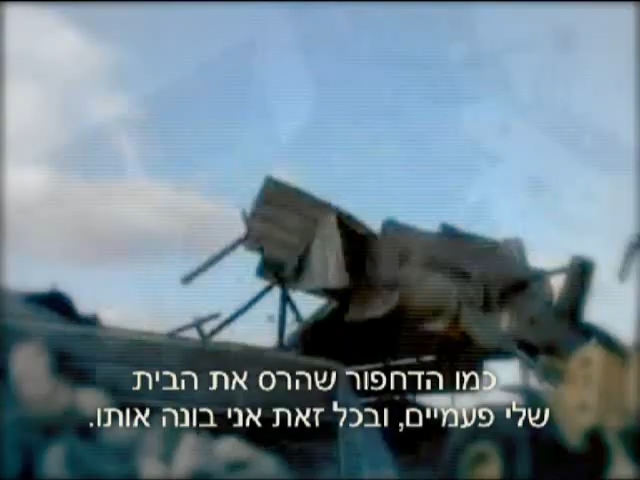 כמו הדחפור שהרס את הבית
שלי פעמיים, ובכל זאת אני בונה אותו.